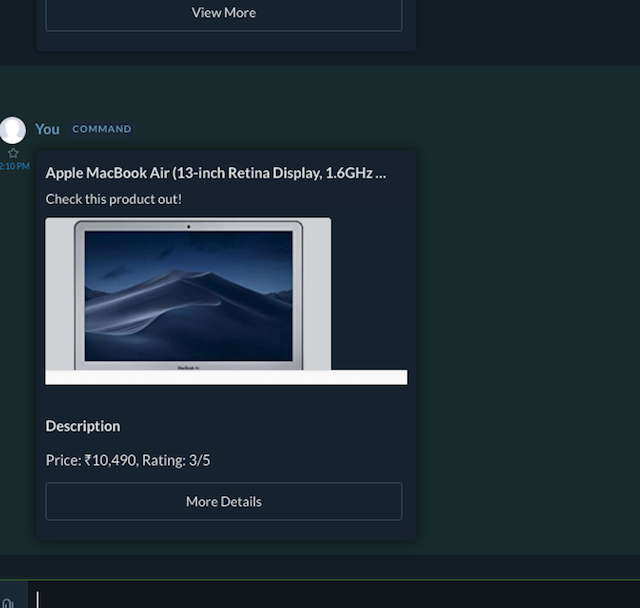 View More
You COMMAND
2:10 PM
Apple MacBook Air (13-inch Retina Display, 1.6GHz ...
Check this product out!
MacBook Air
Description
Price: ₹10,490, Rating: 3/5
More Details